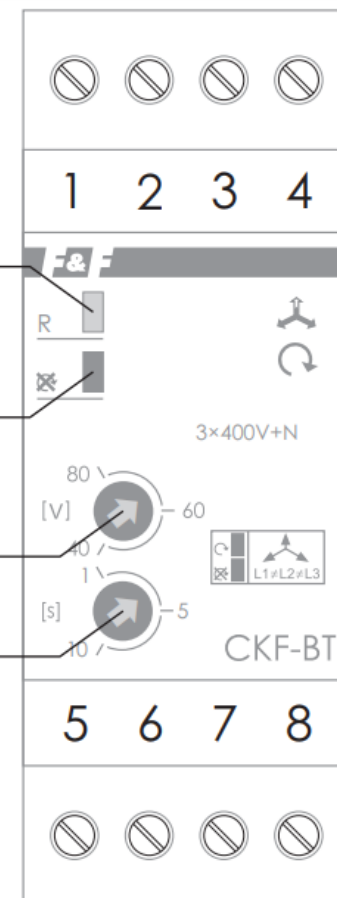 1 2 3 4
F&F
R
3×400V+N
80
[V]
60
40
1
[s]
5
10
L1≠L2≠L3
CKF-BT
5 6 7 8